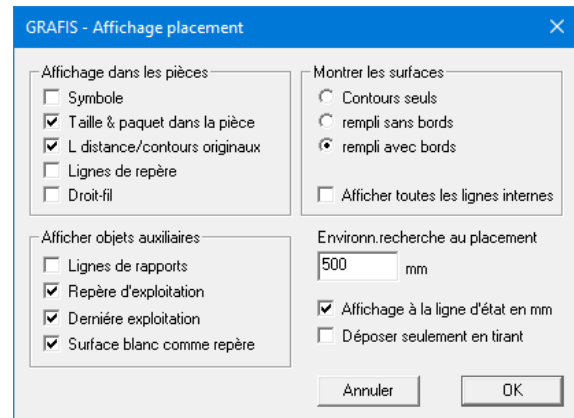 GRAFIS - Affichage placement
Affichage dans les pièces
Symbole
Taille & paquet dans la pièce
L distance/contours originaux
Lignes de repère
Droit-fil
Montrer les surfaces
Contours seuls
rempli sans bords
rempli avec bords
Afficher toutes les lignes internes
Afficher objets auxiliaires
Lignes de rapports
Repère d'exploitation
Derniére exploitation
Surface blanc comme repère
Environn.recherche au placement
500 mm
Affichage à la ligne d'état en mm
Déposer seulement en tirant
Annuler
OK